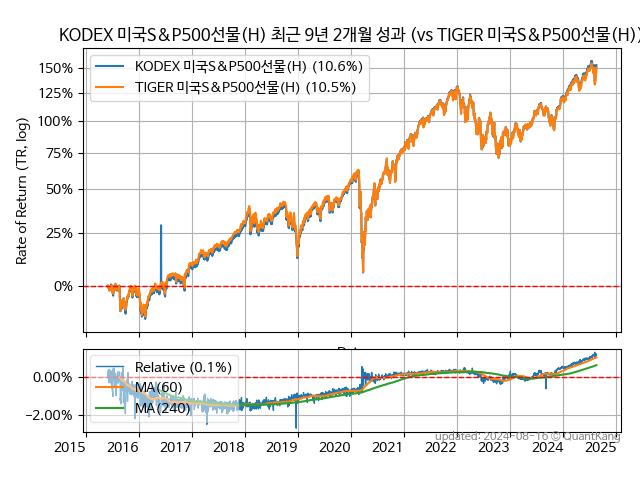 KODEX 미국S&P500선물(H) 최근 9년 2개월 성과 (vs TIGER 미국S&P500선물(H))
Rate of Return (TR, log)
150%
125%
100%
75%
50%
25%
0%
KODEX 미국S&P500선물(H) (10.6%)
TIGER 미국S&P500선물(H) (10.5%)
0.00%
−2.00%
Relative (0.1%)
MA(60)
MA(240)
2015 2016 2017 2018 2019 2020 2021 2022 2023 2024 2025
updated: 2024-08-16 © QuantKang